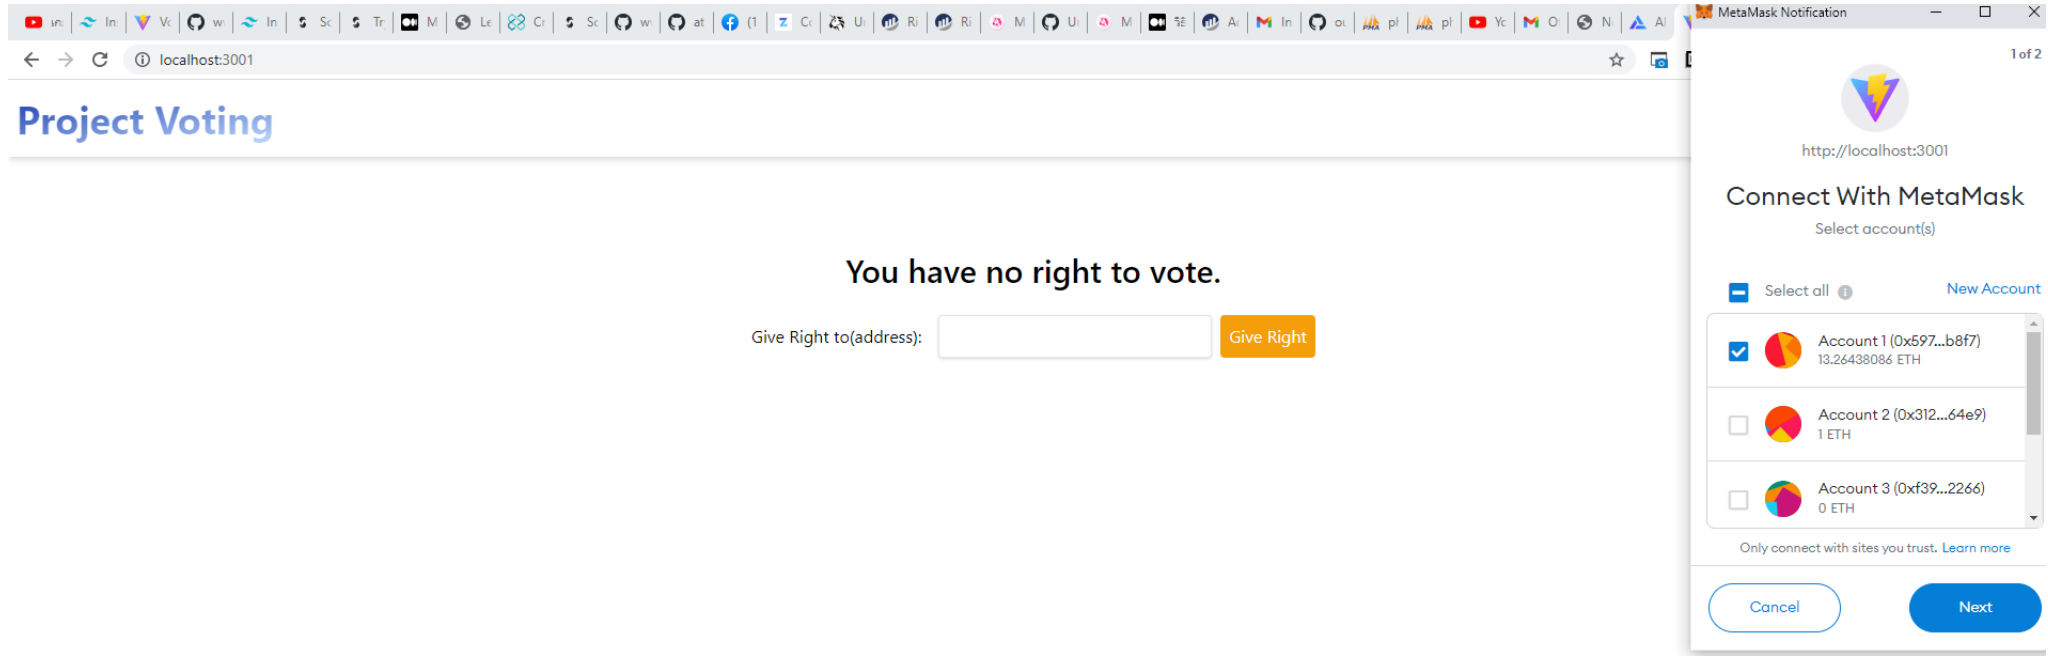 MetaMask Notification
localhost:3001
1 of 2
Project Voting
http://localhost:3001
Connect With MetaMask
Select account(s)
You have no right to vote.
Select all
New Account
Give Right to(address):
Give Right
Account 1 (0x597...b8f7)
13.26438086 ETH
Account 2 (0x312...64e9)
1 ETH
Account 3 (0xf39...2266)
0 ETH
Only connect with sites you trust. Learn more
Cancel
Next